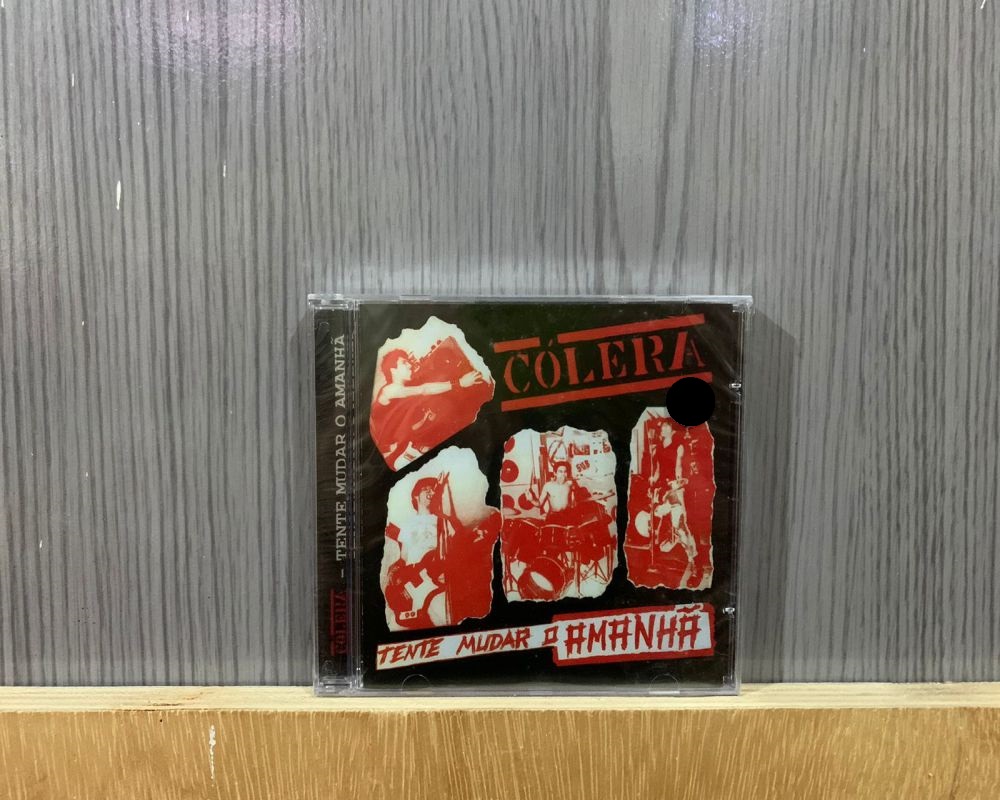 CÓLERA
TENTE MUDAR O AMANHÃ
CÓLERA - TENTE MUDAR O AMANHÃ